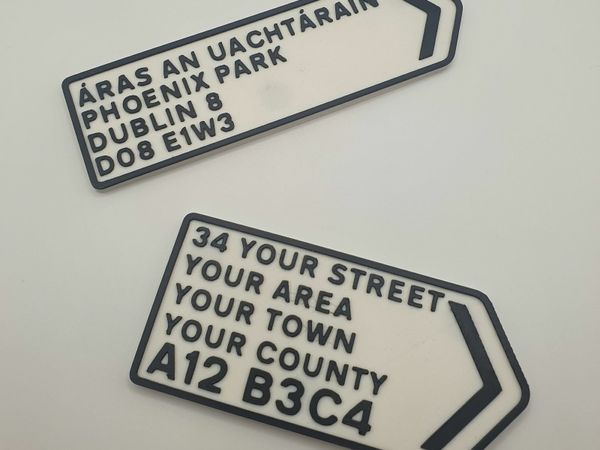 ÁRAS AN UACHTÁRAIN
PHOENIX PARK
DUBLIN 8
D08 E1W3
34 YOUR STREET
YOUR AREA
YOUR TOWN
YOUR COUNTY
A12 B3C4